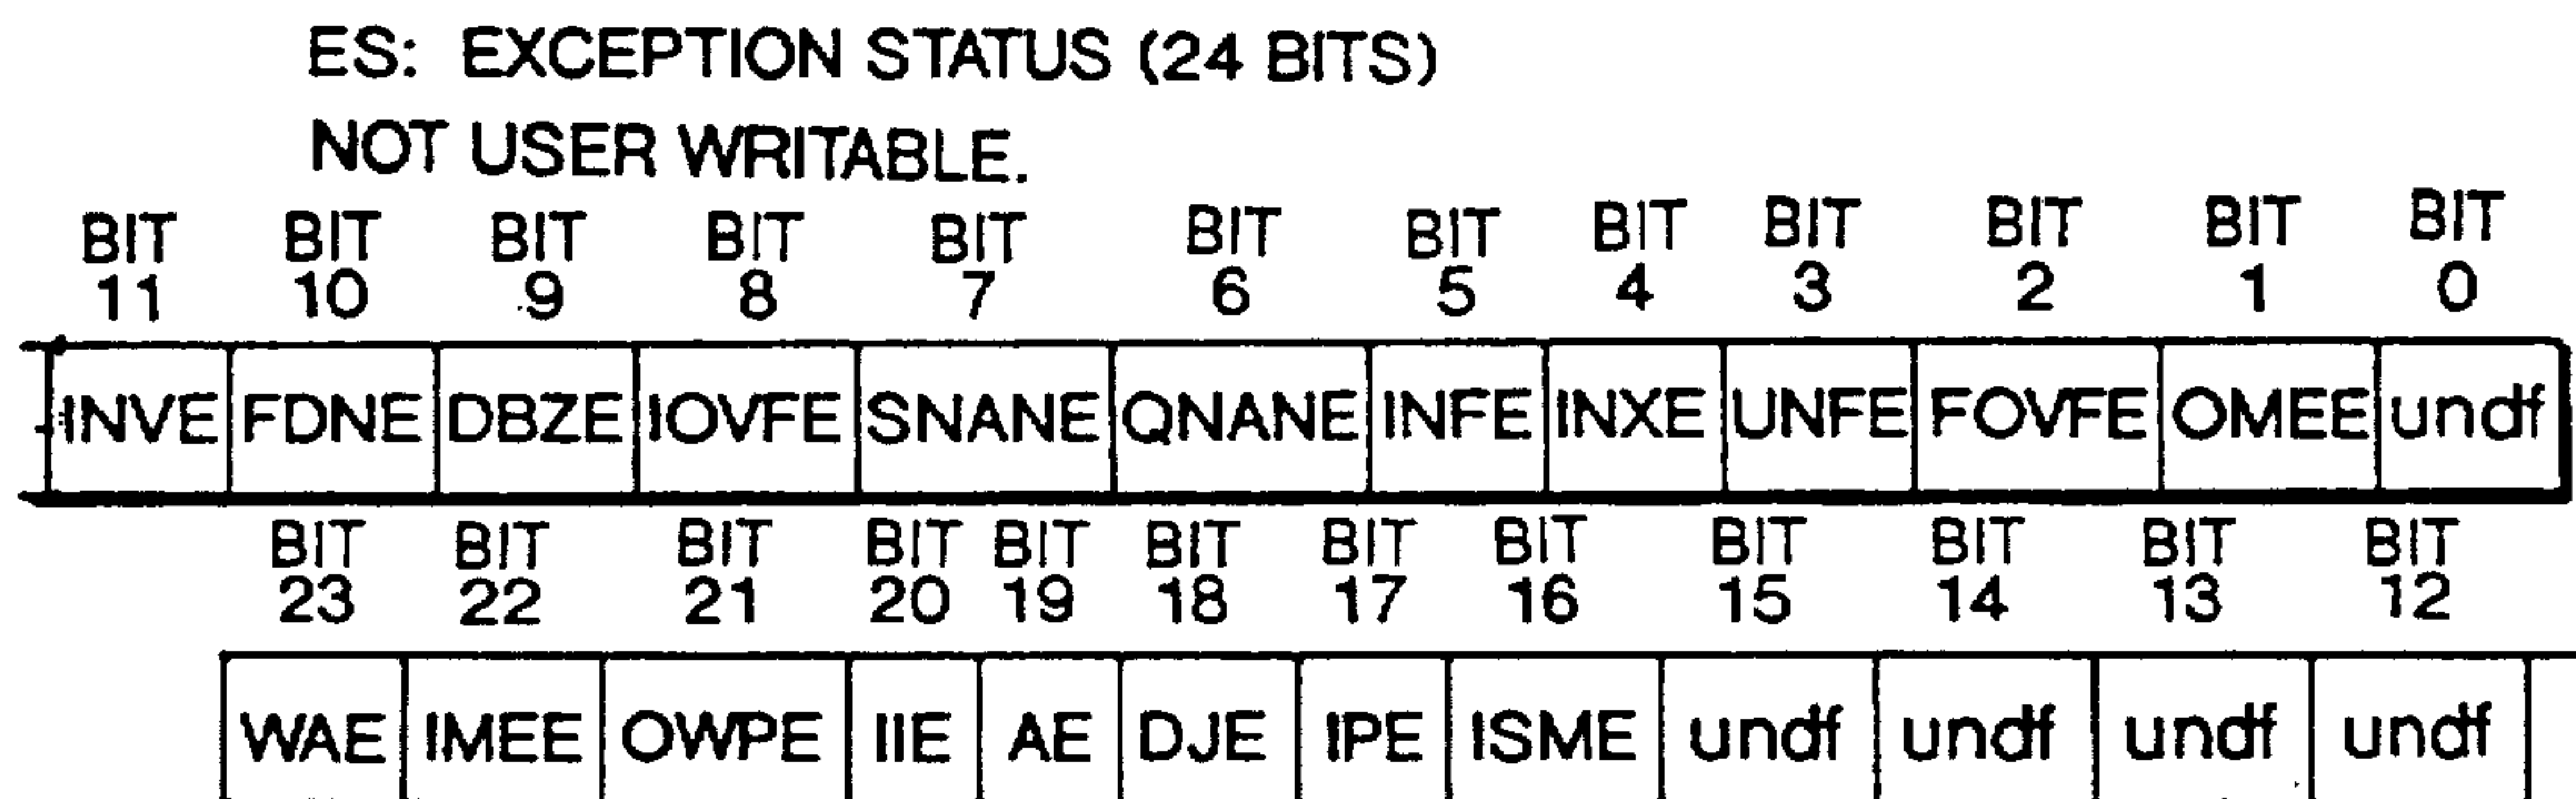 ES: EXCEPTION STATUS (24 BITS)
NOT USER WRITABLE.
BIT BIT BIT BIT BIT BIT BIT BIT BIT BIT BIT BIT
11 10 9 8 7 6 5 4 3 2 1 0
INVE FDNE DBZE IOVFE SNANE QNANE INFE INXE UNFE FOVFE OMEE undf
BIT BIT BIT BIT BIT BIT BIT BIT BIT BIT BIT BIT
23 22 21 20 19 18 17 16 15 14 13 12
WAE IMEE OWPE IIE AE DJE IPE ISME undf undf undf undf